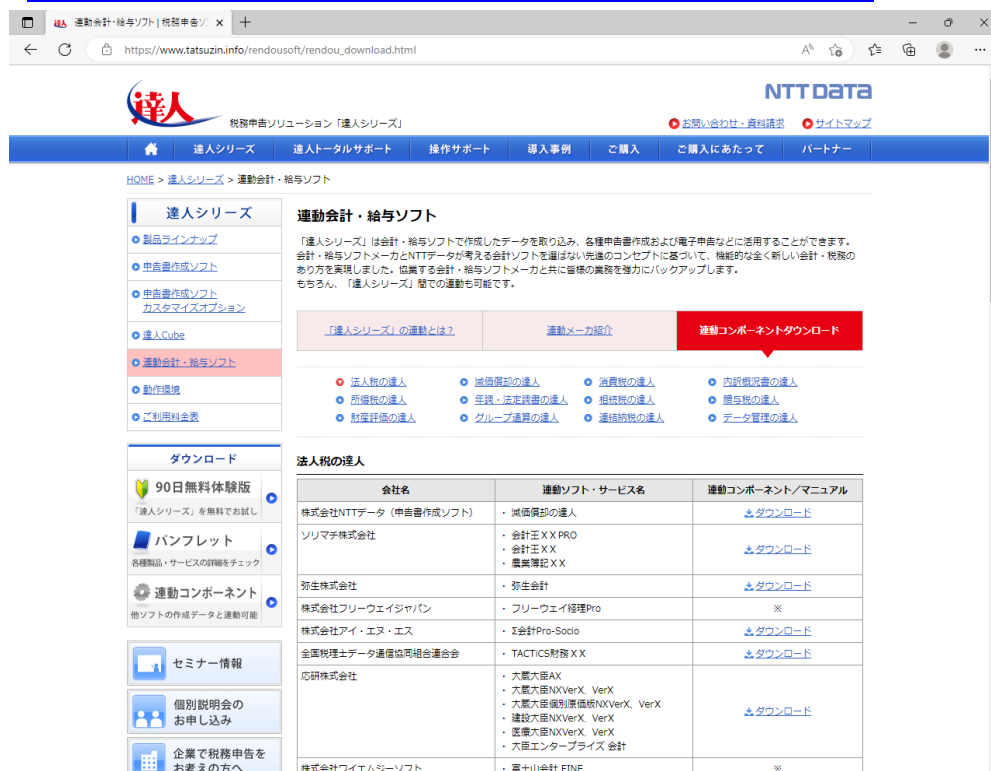 達人 連動会計・給与ソフト | 税務申告ソ
https://www.tatsuzin.info/rendousoft/rendou_download.html
達人
税務申告ソリューション「達人シリーズ」
NTT DATA
お問い合わせ・資料請求 サイトマップ
達人シリーズ 達人トータルサポート 操作サポート 導入事例 ご購入 ご購入にあたって パートナー
HOME > 達人シリーズ > 連動会計・給与ソフト
達人シリーズ
製品ラインナップ
申告書作成ソフト
申告書作成ソフト
カスタマイズオプション
達人Cube
連動会計・給与ソフト
動作環境
ご利用料金表
ダウンロード
90日無料体験版
「達人シリーズ」を無料でお試し
パンフレット
各種製品・サービスの詳細をチェック
連動コンポーネント
他ソフトの作成データと連動可能
セミナー情報
個別説明会の
お申し込み
企業で税務申告を
お考えの方へ
連動会計・給与ソフト
「達人シリーズ」は会計・給与ソフトで作成したデータを取り込み、各種申告書作成および電子申告などに活用することができます。
会計・給与ソフトメーカとNTTデータが考える会計ソフトを選ばない先進のコンセプトに基づいて、機能的な全く新しい会計・税務の
あり方を実現しました。協業する会計・給与ソフトメーカと共に皆様の業務を強力にバックアップします。
もちろん、「達人シリーズ」間での連動も可能です。
「達人シリーズ」の連動とは? 連動メーカ紹介 連動コンポーネントダウンロード
法人税の達人 減価償却の達人 消費税の達人 内訳概況書の達人
所得税の達人 年調・法定調書の達人 相続税の達人 贈与税の達人
財産評価の達人 グループ通算の達人 連結納税の達人 データ管理の達人
法人税の達人
会社名 連動ソフト・サービス名 連動コンポーネント/マニュアル
株式会社NTTデータ(申告書作成ソフト) ・ 減価償却の達人 ダウンロード
ソリマチ株式会社 ・ 会計王XX PRO
・ 会計王XX
・ 農業簿記XX
ダウンロード
弥生株式会社 ・ 弥生会計 ダウンロード
株式会社フリーウェイジャパン ・ フリーウェイ経理Pro ※
株式会社アイ・エヌ・エス ・ Σ会計Pro-Socio ダウンロード
全国税理士データ通信協同組合連合会 ・ TACTiCS財務XX ダウンロード
応研株式会社 ・ 大蔵大臣AX
・ 大蔵大臣NXVerX、VerX
・ 大蔵大臣個別原価版NXVerX、VerX
・ 建設大臣NXVerX、VerX
・ 医療大臣NXVerX、VerX
・ 大臣エンタープライズ 会計
ダウンロード
株式会社ワイエムジーソフト ・ 富士山会計 FINE ※